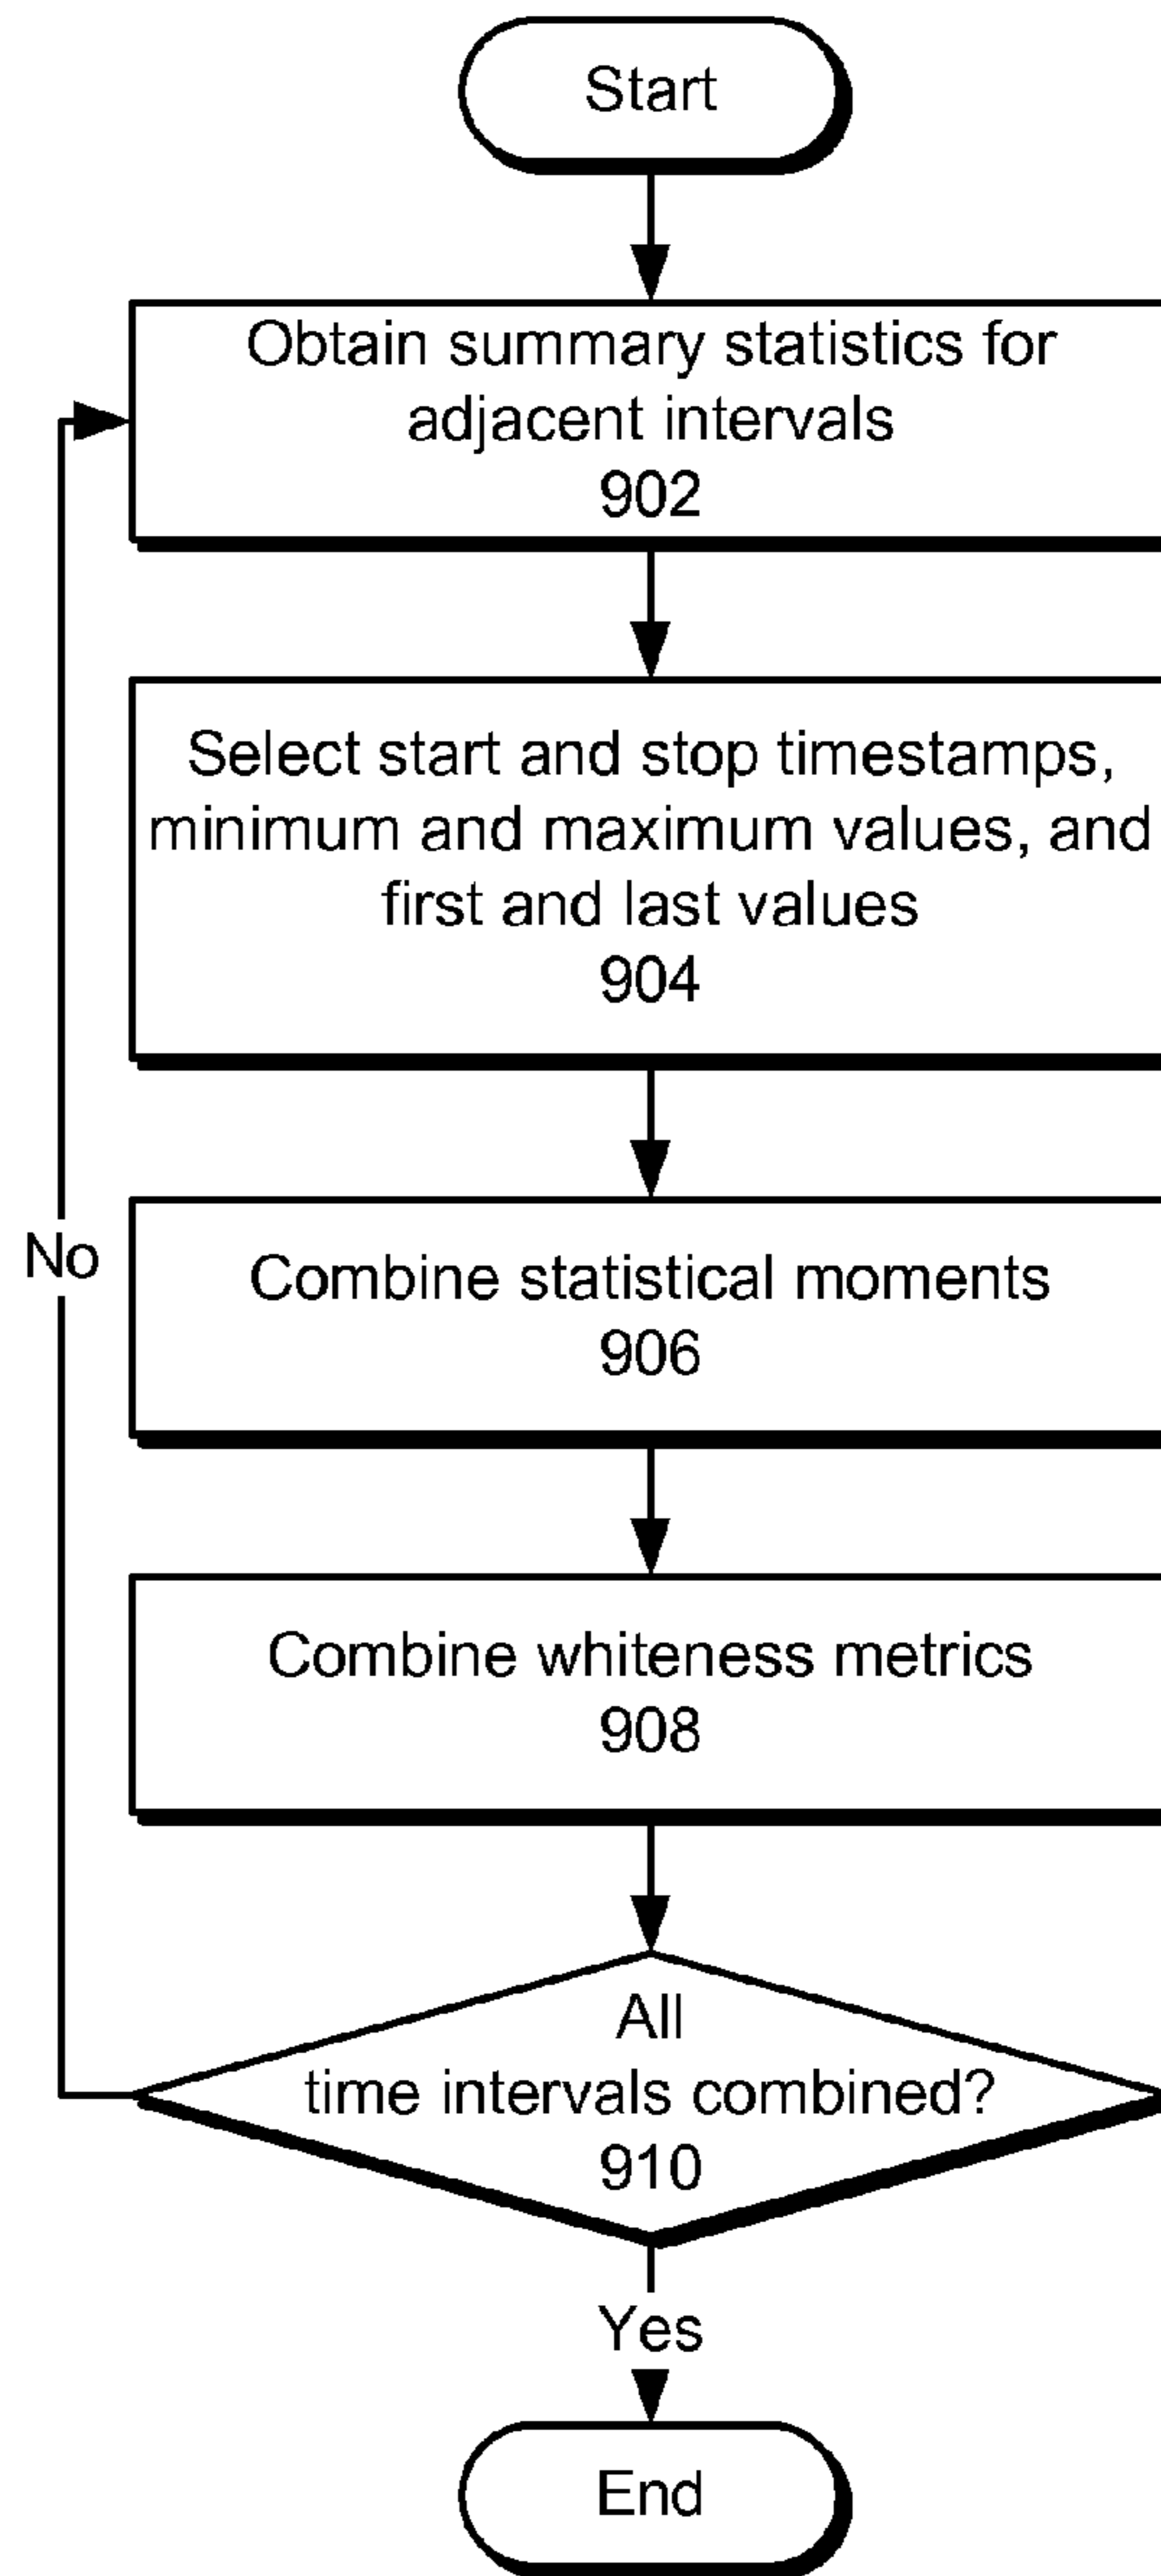 Start
Obtain summary statistics for
adjacent intervals
902
Select start and stop timestamps,
minimum and maximum values, and
first and last values
904
No
Combine statistical moments
906
Combine whiteness metrics
908
All
time intervals combined?
910
Yes
End